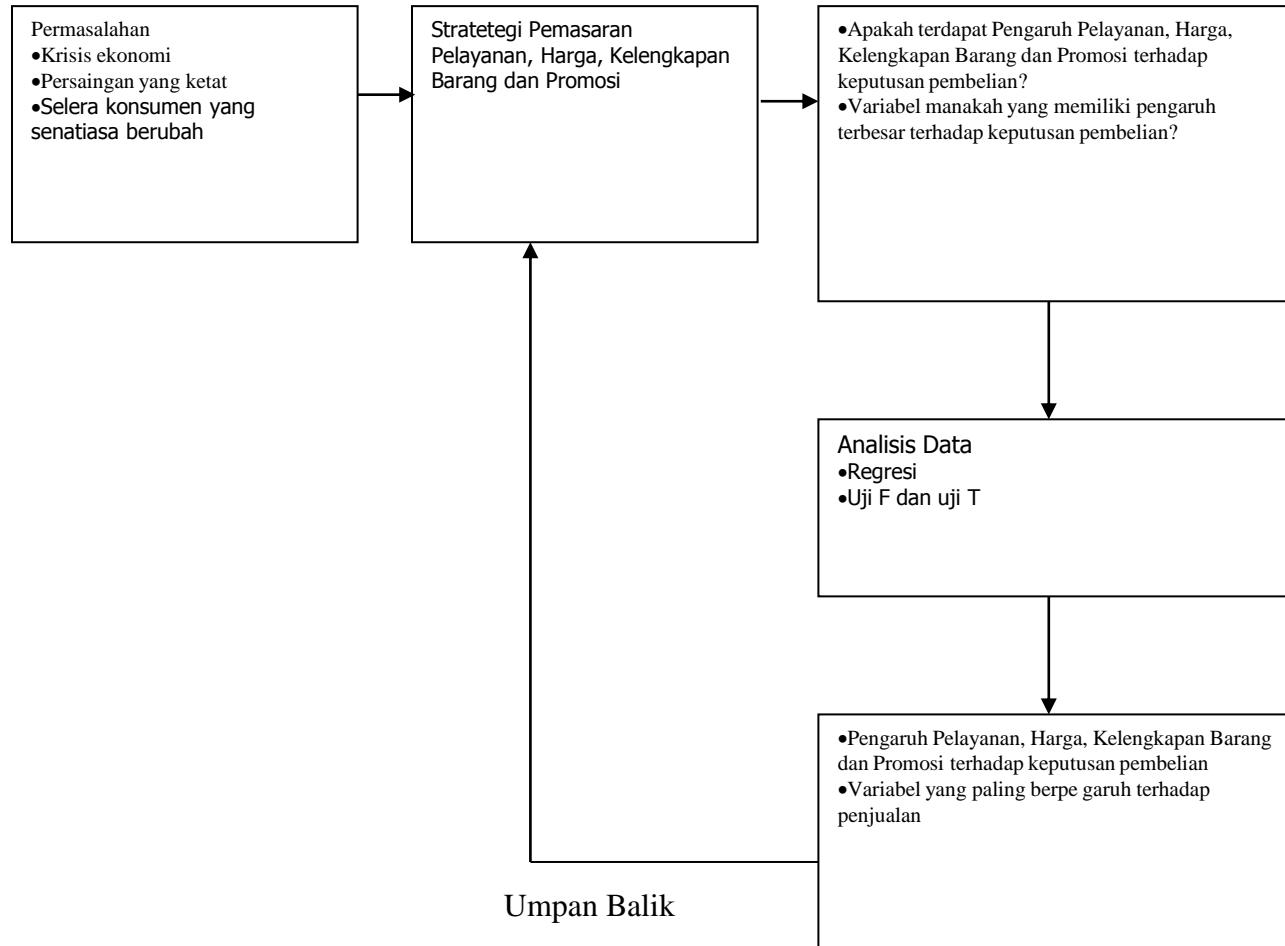 Permasalahan
•Krisis ekonomi
•Persaingan yang ketat
•Selera konsumen yang
senatiasa berubah
Stratetegi Pemasaran
Pelayanan, Harga, Kelengkapan
Barang dan Promosi
•Apakah terdapat Pengaruh Pelayanan, Harga,
Kelengkapan Barang dan Promosi terhadap
keputusan pembelian?
•Variabel manakah yang memiliki pengaruh
terbesar terhadap keputusan pembelian?
Analisis Data
•Regresi
•Uji F dan uji T
•Pengaruh Pelayanan, Harga, Kelengkapan Barang
dan Promosi terhadap keputusan pembelian
•Variabel yang paling berpe garuh terhadap
penjualan
Umpan Balik